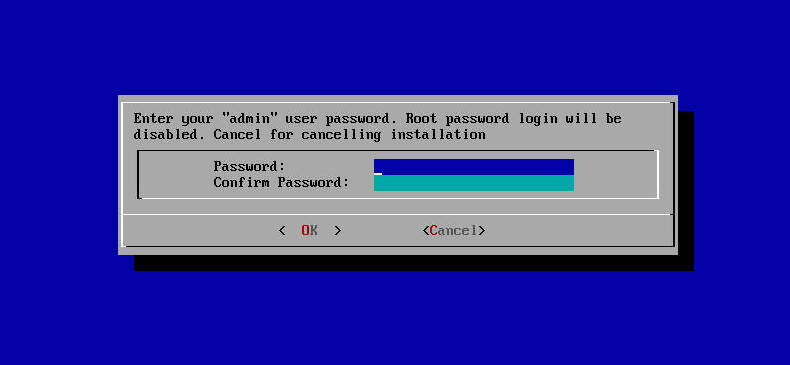 Enter your "admin" user password. Root password login will be
disabled. Cancel for cancelling installation
Password:
Confirm Password:
<  OK  > <Cancel>